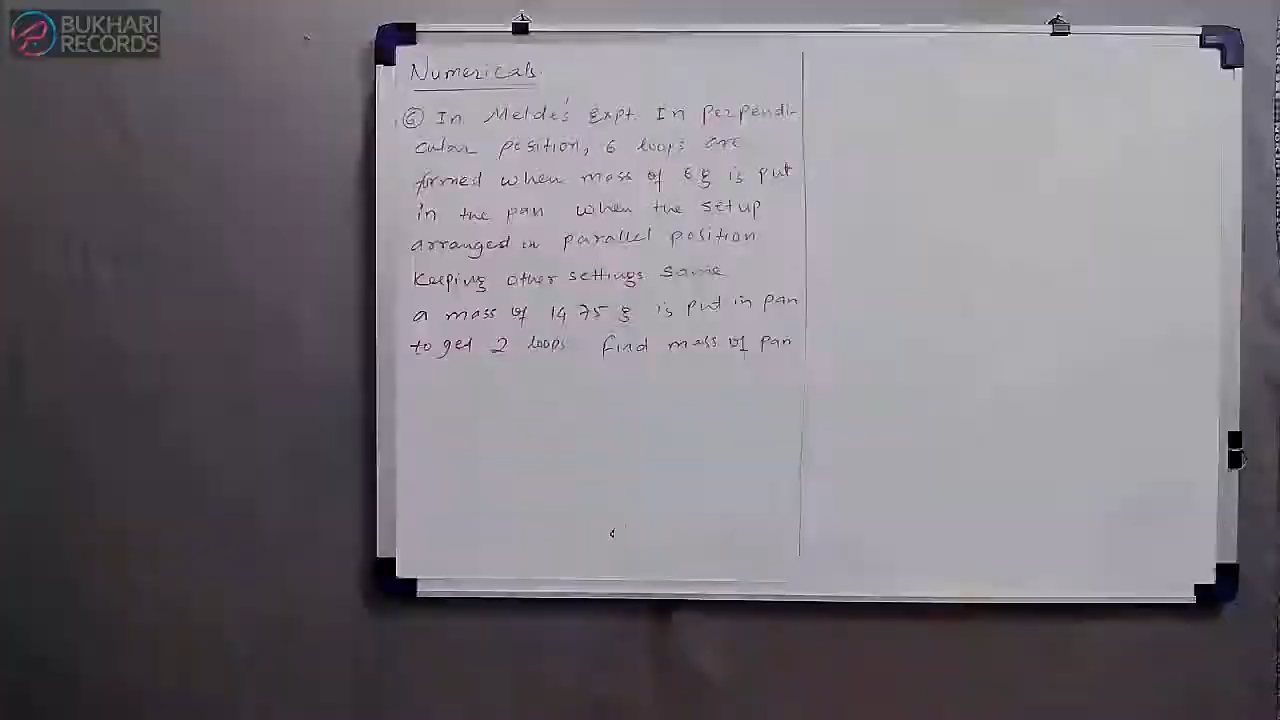 BUKHARI
RECORDS
Numericals
⑥ In Melde's Expt. In perpendi-
cular position, 6 loops are
formed when mass of 6g is put
in the pan when the setup
arranged in parallel position
keeping other settings same
a mass of 14 75 g is put in pan
to get 2 loops find mass of pan